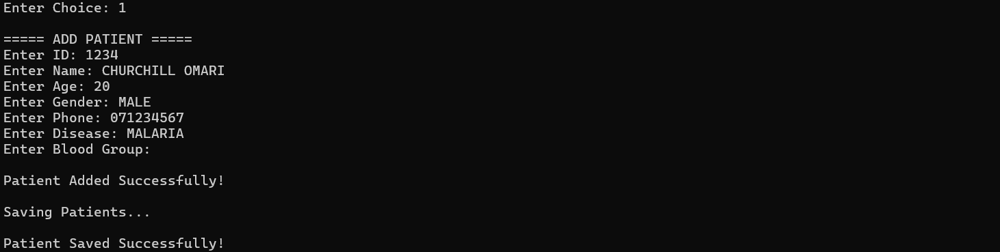 Enter Choice: 1
===== ADD PATIENT =====
Enter ID: 1234
Enter Name: CHURCHILL OMARI
Enter Age: 20
Enter Gender: MALE
Enter Phone: 071234567
Enter Disease: MALARIA
Enter Blood Group:
Patient Added Successfully!
Saving Patients...
Patient Saved Successfully!